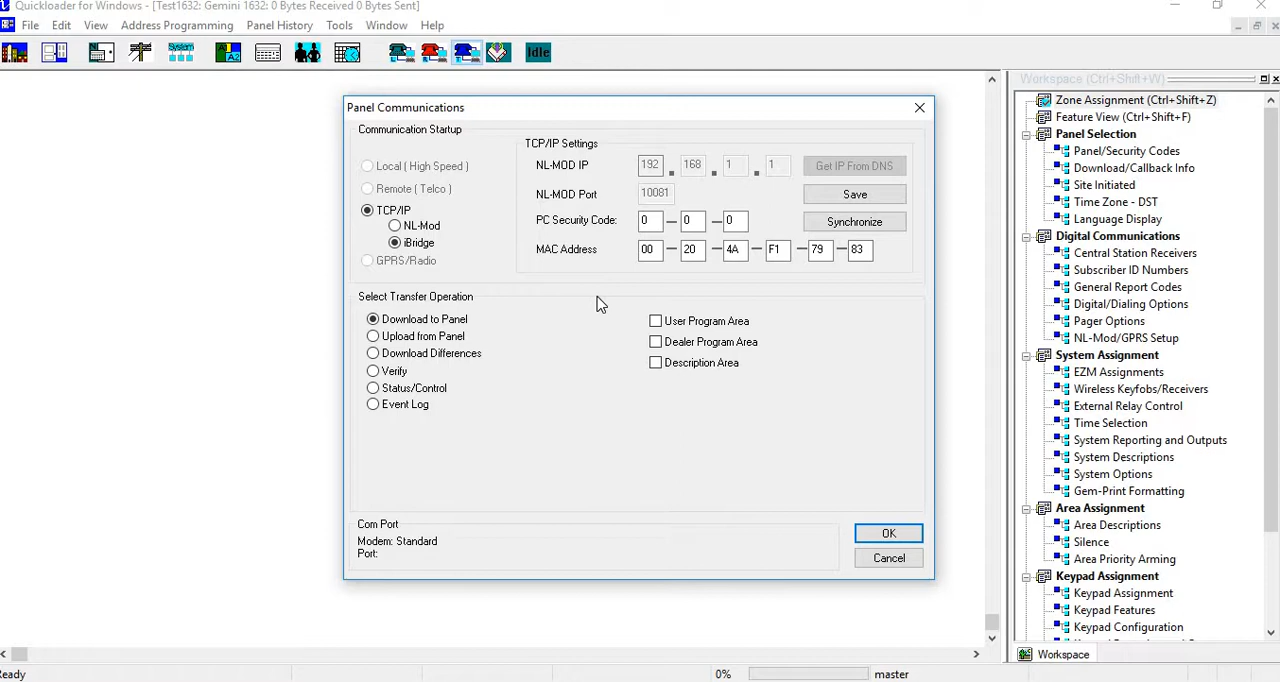 Quickloader for Windows - [Test1632: Gemini 1632: 0 Bytes Received 0 Bytes Sent]
File Edit View Address Programming Panel History Tools Window Help
System A A2 Idle
Workspace (Ctrl+Shift+W)
Panel Communications
Communication Startup
Local ( High Speed )
Remote ( Telco )
TCP/IP
NL-Mod
iBridge
GPRS/Radio
TCP/IP Settings
NL-MOD IP 192 . 168 . 1 . 1 Get IP From DNS
NL-MOD Port 10081 Save
PC Security Code: 0 — 0 — 0 Synchronize
MAC Address 00 — 20 — 4A — F1 — 79 — 83
Select Transfer Operation
Download to Panel
Upload from Panel
Download Differences
Verify
Status/Control
Event Log
User Program Area
Dealer Program Area
Description Area
Com Port
Modem: Standard
Port:
OK
Cancel
Zone Assignment (Ctrl+Shift+Z)
Feature View (Ctrl+Shift+F)
Panel Selection
Panel/Security Codes
Download/Callback Info
Site Initiated
Time Zone - DST
Language Display
Digital Communications
Central Station Receivers
Subscriber ID Numbers
General Report Codes
Digital/Dialing Options
Pager Options
NL-Mod/GPRS Setup
System Assignment
EZM Assignments
Wireless Keyfobs/Receivers
External Relay Control
Time Selection
System Reporting and Outputs
System Descriptions
System Options
Gem-Print Formatting
Area Assignment
Area Descriptions
Silence
Area Priority Arming
Keypad Assignment
Keypad Assignment
Keypad Features
Keypad Configuration
Workspace
Ready 0% master